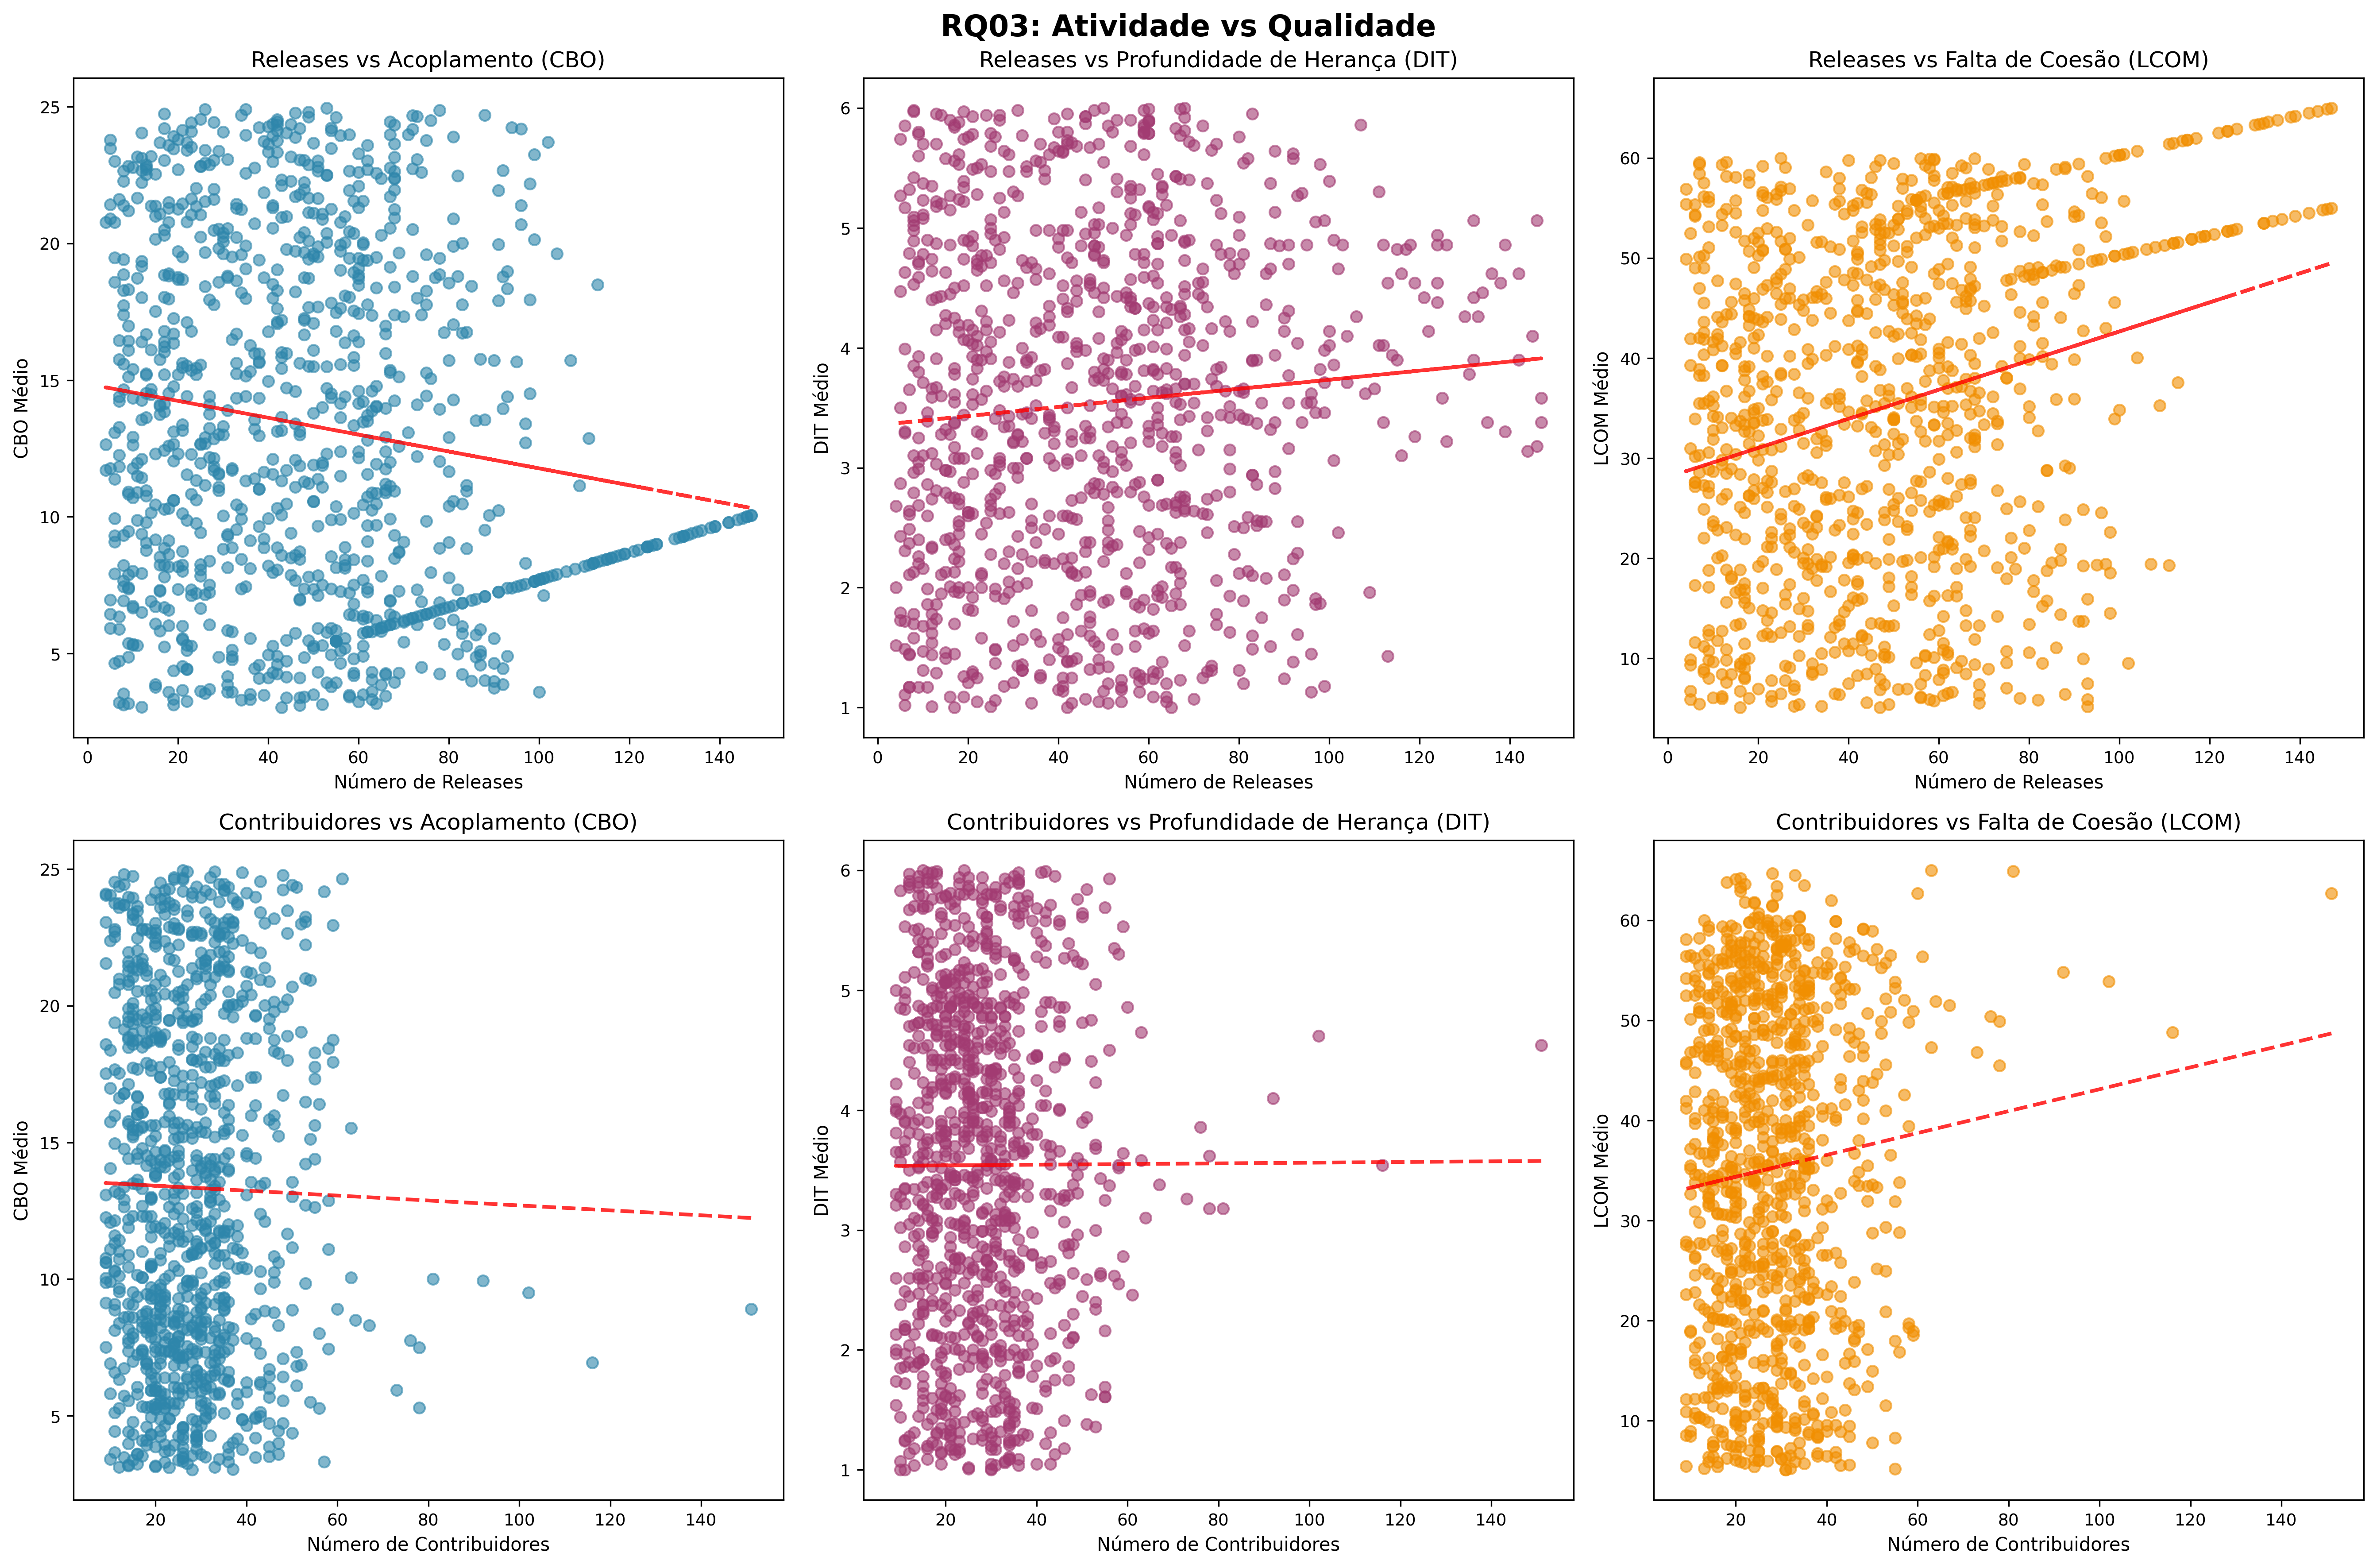 RQ03: Atividade vs Qualidade
Releases vs Acoplamento (CBO)
CBO Médio
25
20
15
10
5
0 20 40 60 80 100 120 140
Número de Releases
Releases vs Profundidade de Herança (DIT)
DIT Médio
6
5
4
3
2
1
0 20 40 60 80 100 120 140
Número de Releases
Releases vs Falta de Coesão (LCOM)
LCOM Médio
60
50
40
30
20
10
0 20 40 60 80 100 120 140
Número de Releases
Contribuidores vs Acoplamento (CBO)
CBO Médio
25
20
15
10
5
20 40 60 80 100 120 140
Número de Contribuidores
Contribuidores vs Profundidade de Herança (DIT)
DIT Médio
6
5
4
3
2
1
20 40 60 80 100 120 140
Número de Contribuidores
Contribuidores vs Falta de Coesão (LCOM)
LCOM Médio
60
50
40
30
20
10
20 40 60 80 100 120 140
Número de Contribuidores